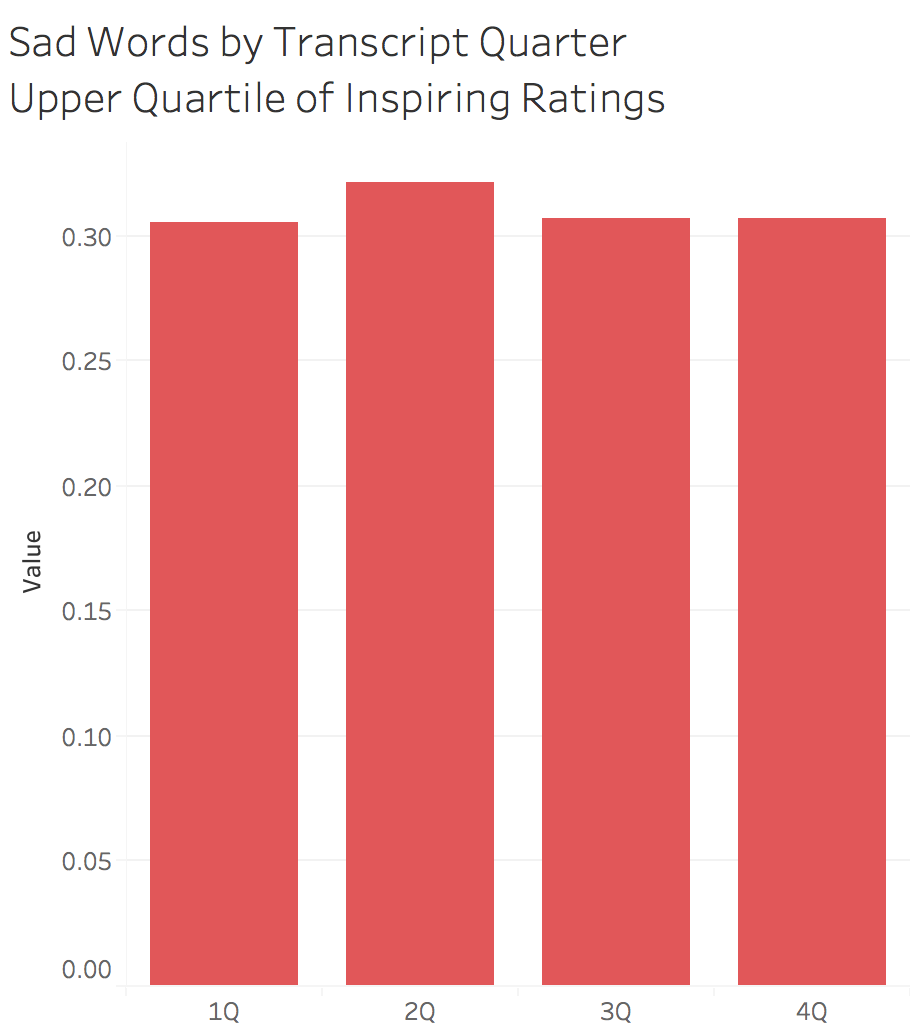 Sad Words by Transcript Quarter
Upper Quartile of Inspiring Ratings
0.30
0.25
0.20
0.15
0.10
0.05
0.00
Value
1Q 2Q 3Q 4Q